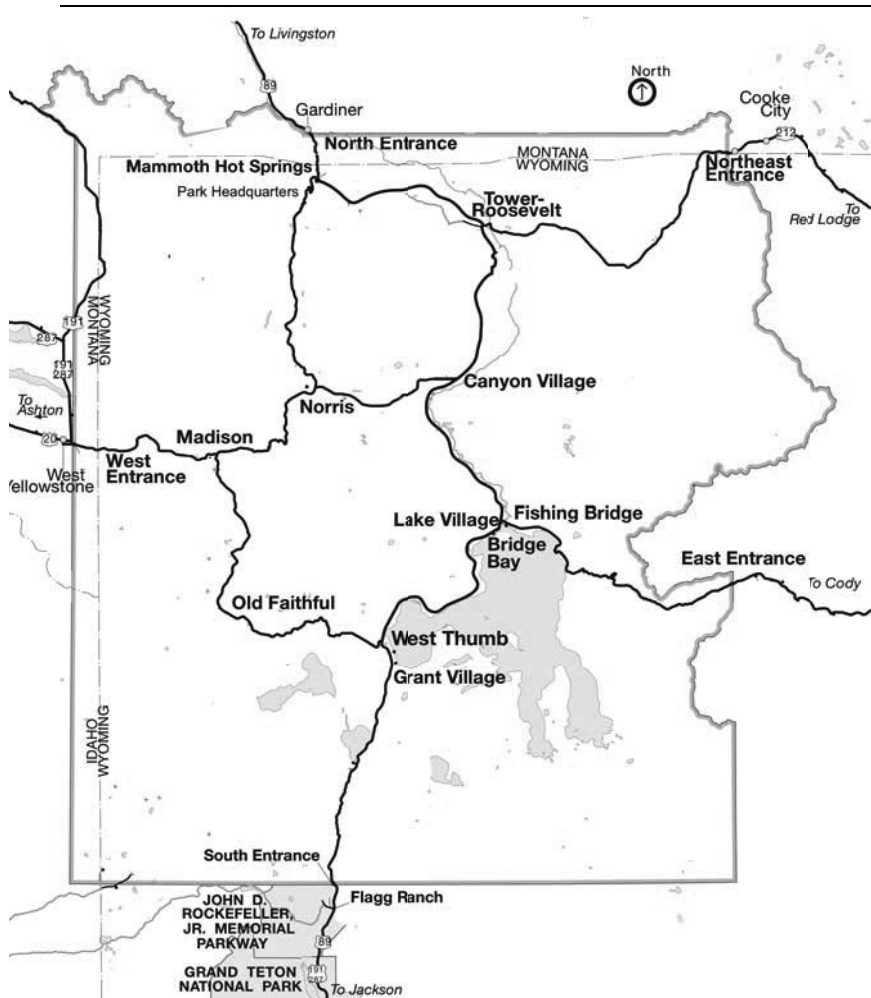 To Livingston
89
Gardiner
North
Cooke
City
212
North Entrance
MONTANA
WYOMING
Northeast
Entrance
Mammoth Hot Springs
Park Headquarters
Tower-
Roosevelt
To
Red Lodge
WYOMING
MONTANA
191
287
191
287
To
Ashton
20
West
Yellowstone
West
Entrance
Madison
Norris
Canyon Village
Lake Village
Fishing Bridge
Bridge
Bay
East Entrance
To Cody
Old Faithful
West Thumb
Grant Village
IDAHO
WYOMING
South Entrance
Flagg Ranch
JOHN D.
ROCKEFELLER,
JR. MEMORIAL
PARKWAY
89
GRAND TETON
NATIONAL PARK
191
287
To Jackson